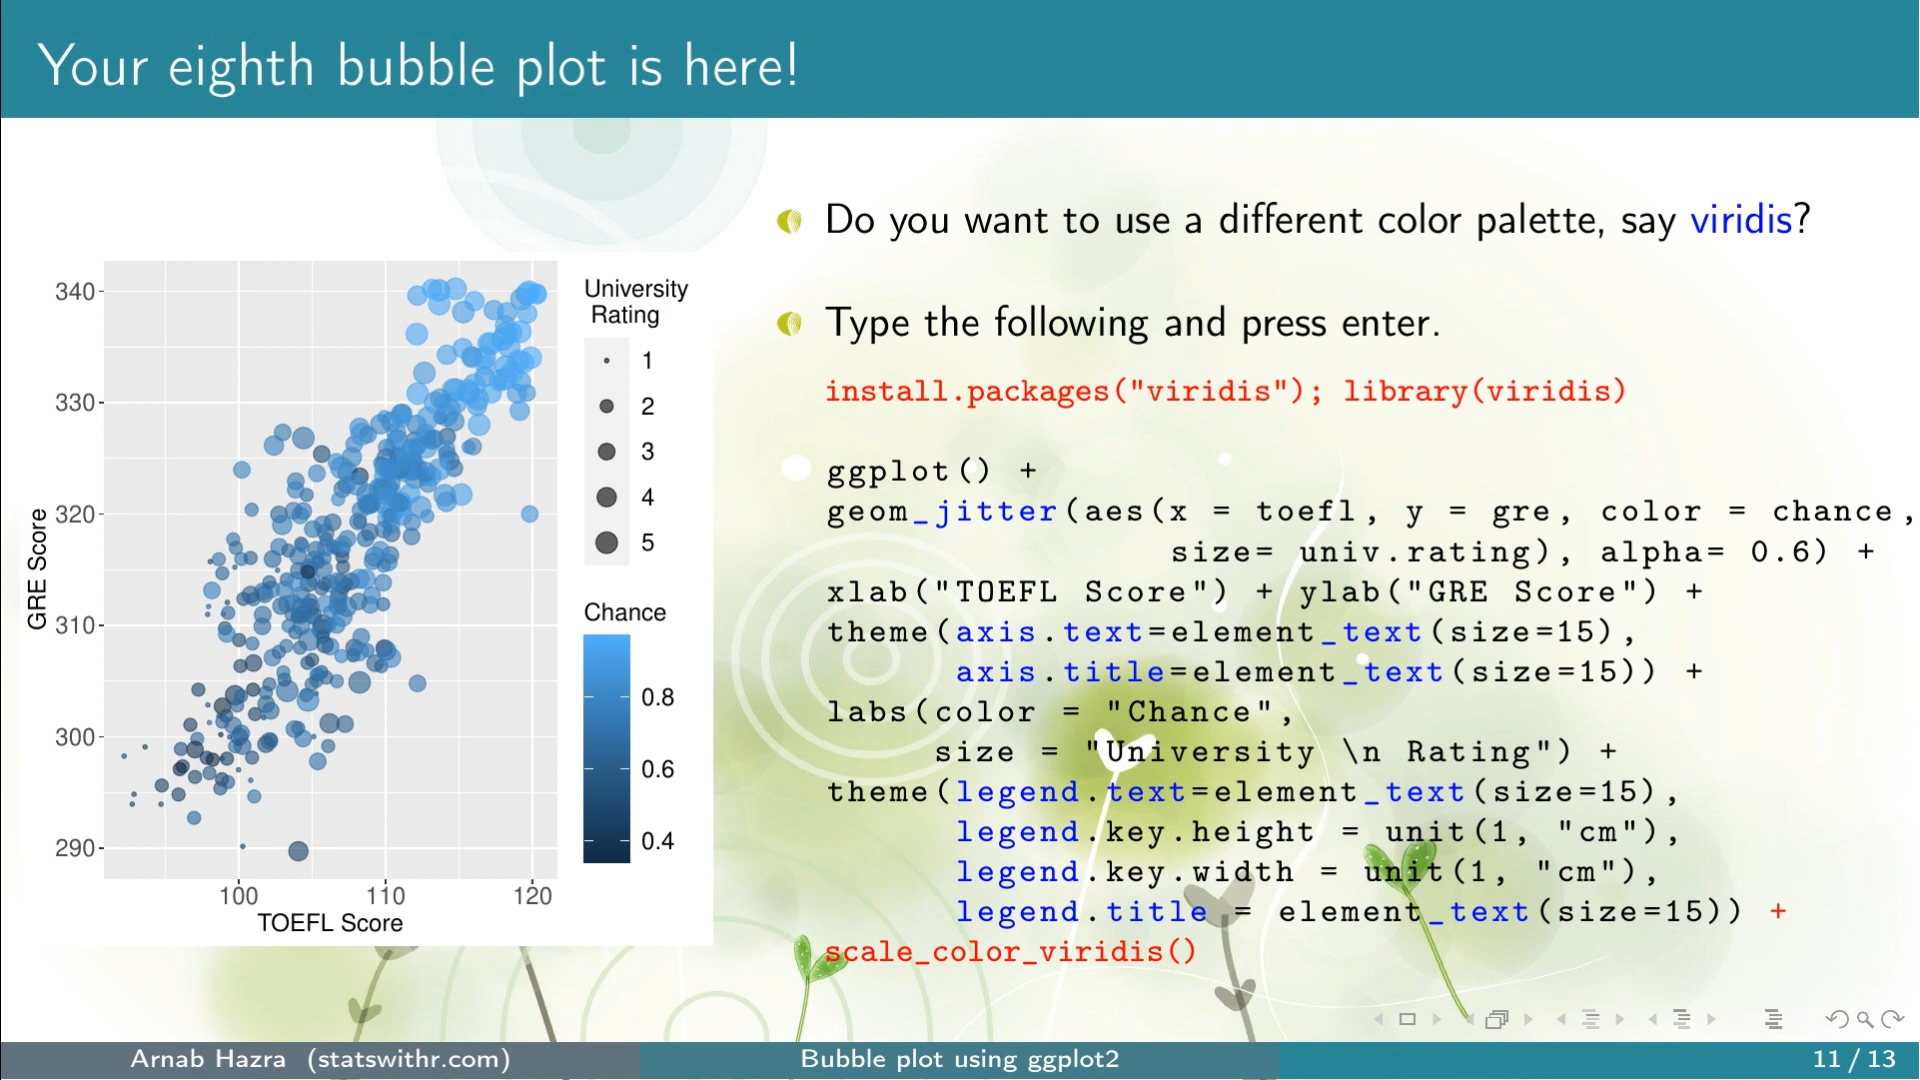 Your eighth bubble plot is here!
Do you want to use a different color palette, say viridis?
Type the following and press enter.
install.packages("viridis"); library(viridis)
ggplot() +
geom_jitter(aes(x = toefl, y = gre, color = chance,
size= univ.rating), alpha= 0.6) +
xlab("TOEFL Score") + ylab("GRE Score") +
theme(axis.text=element_text(size=15),
axis.title=element_text(size=15)) +
labs(color = "Chance",
size = "University \n Rating") +
theme(legend.text=element_text(size=15),
legend.key.height = unit(1, "cm"),
legend.key.width = unit(1, "cm"),
legend.title = element_text(size=15)) +
scale_color_viridis()
340
330
320
310
300
290
GRE Score
100 110 120
TOEFL Score
University
Rating
1
2
3
4
5
Chance
0.8
0.6
0.4
Arnab Hazra (statswithr.com)
Bubble plot using ggplot2
11 / 13